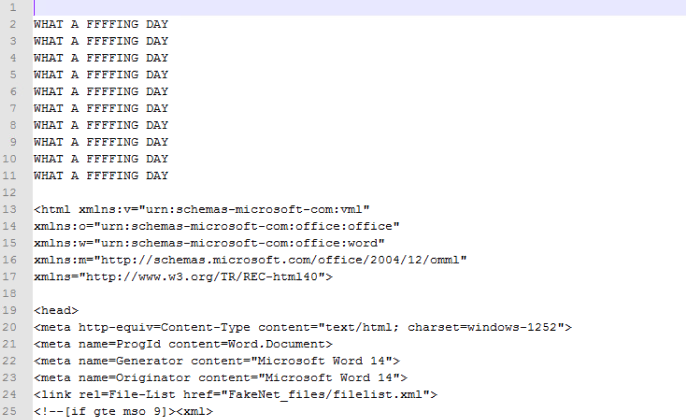 1
2 WHAT A FFFFING DAY
3 WHAT A FFFFING DAY
4 WHAT A FFFFING DAY
5 WHAT A FFFFING DAY
6 WHAT A FFFFING DAY
7 WHAT A FFFFING DAY
8 WHAT A FFFFING DAY
9 WHAT A FFFFING DAY
10 WHAT A FFFFING DAY
11 WHAT A FFFFING DAY
12
13 <html xmlns:v="urn:schemas-microsoft-com:vml"
14 xmlns:o="urn:schemas-microsoft-com:office:office"
15 xmlns:w="urn:schemas-microsoft-com:office:word"
16 xmlns:m="http://schemas.microsoft.com/office/2004/12/omml"
17 xmlns="http://www.w3.org/TR/REC-html40">
18
19 <head>
20 <meta http-equiv=Content-Type content="text/html; charset=windows-1252">
21 <meta name=ProgId content=Word.Document>
22 <meta name=Generator content="Microsoft Word 14">
23 <meta name=Originator content="Microsoft Word 14">
24 <link rel=File-List href="FakeNet_files/filelist.xml">
25 <!--[if gte mso 9]><xml>